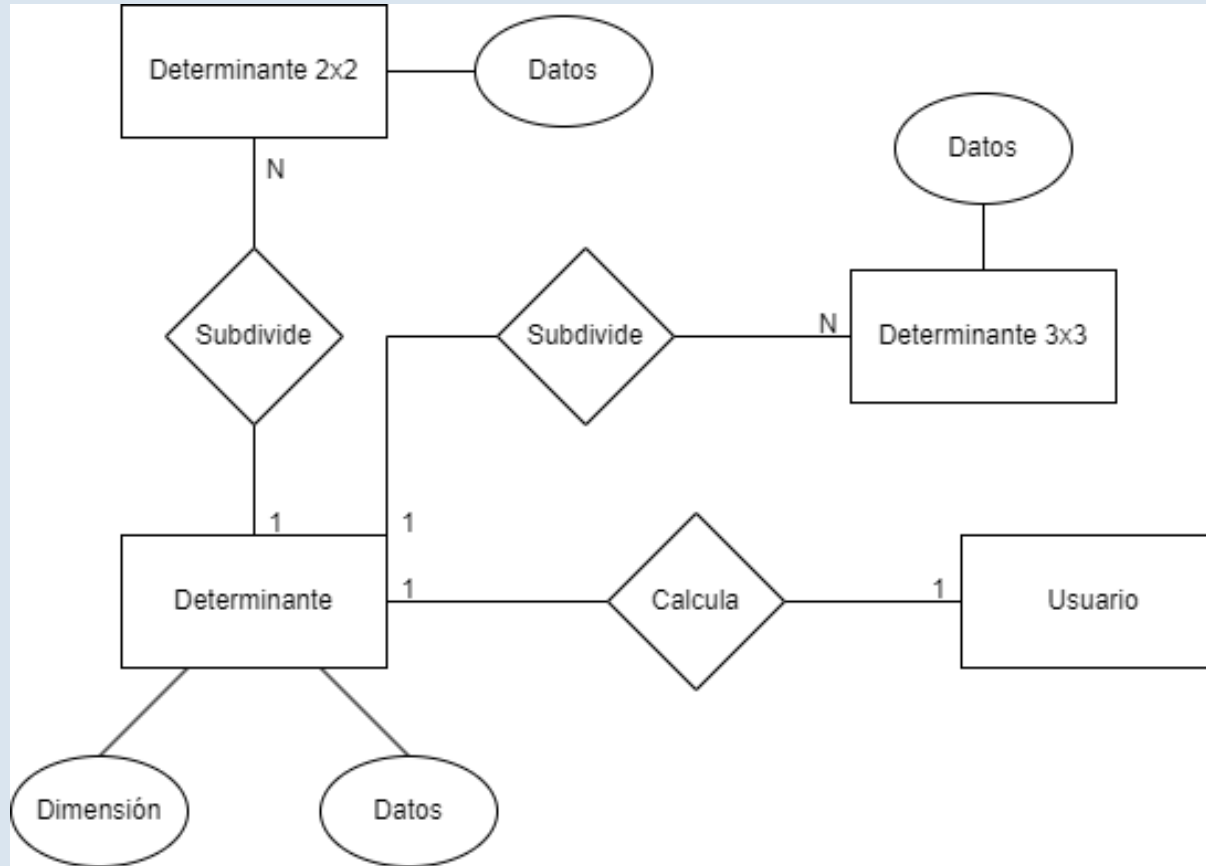 Determinante 2x2
Datos
Datos
N
Subdivide
Subdivide
N
Determinante 3x3
1
1
Determinante
1
Calcula
1
Usuario
Dimensión
Datos